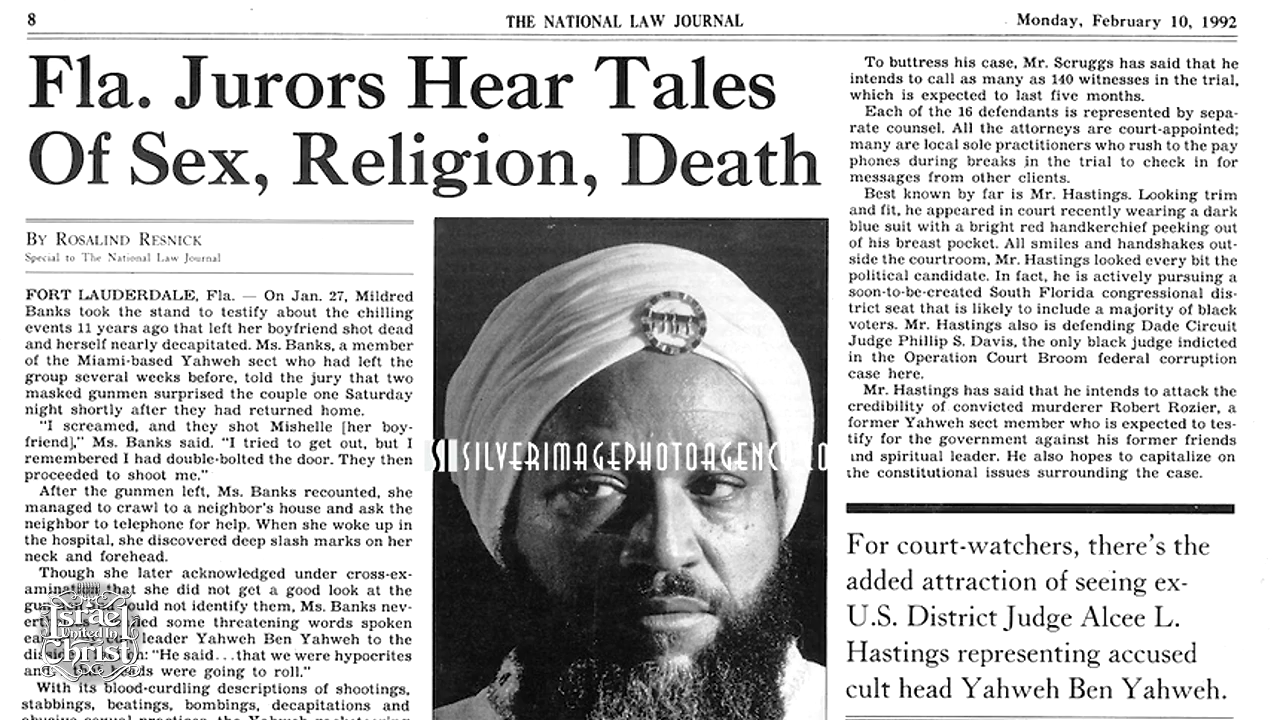 8
THE NATIONAL LAW JOURNAL
Monday, February 10, 1992
Fla. Jurors Hear Tales
Of Sex, Religion, Death
BY ROSALIND RESNICK
Special to The National Law Journal
FORT LAUDERDALE, Fla. — On Jan. 27, Mildred
Banks took the stand to testify about the chilling
events 11 years ago that left her boyfriend shot dead
and herself nearly decapitated. Ms. Banks, a member
of the Miami-based Yahweh sect who had left the
group several weeks before, told the jury that two
masked gunmen surprised the couple one Saturday
night shortly after they had returned home.
"I screamed, and they shot Mishelle [her boy-
friend]," Ms. Banks said. "I tried to get out, but I
remembered I had double-bolted the door. They then
proceeded to shoot me."
After the gunmen left, Ms. Banks recounted, she
managed to crawl to a neighbor's house and ask the
neighbor to telephone for help. When she woke up in
the hospital, she discovered deep slash marks on her
neck and forehead.
Though she later acknowledged under cross-ex-
amination that she did not get a good look at the
could not identify them, Ms. Banks nev-
some threatening words spoken
leader Yahweh Ben Yahweh to the
"He said...that we were hypocrites
were going to roll."
With its blood-curdling descriptions of shootings,
stabbings, beatings, bombings, decapitations and
Israel
United In
Christ
SILVERIMAGEPHOTOAGENCY.CO
To buttress his case, Mr. Scruggs has said that he
intends to call as many as 140 witnesses in the trial,
which is expected to last five months.
Each of the 16 defendants is represented by sepa-
rate counsel. All the attorneys are court-appointed;
many are local sole practitioners who rush to the pay
phones during breaks in the trial to check in for
messages from other clients.
Best known by far is Mr. Hastings. Looking trim
and fit, he appeared in court recently wearing a dark
blue suit with a bright red handkerchief peeking out
of his breast pocket. All smiles and handshakes out-
side the courtroom, Mr. Hastings looked every bit the
political candidate. In fact, he is actively pursuing a
soon-to-be-created South Florida congressional dis-
trict seat that is likely to include a majority of black
voters. Mr. Hastings also is defending Dade Circuit
Judge Phillip S. Davis, the only black judge indicted
in the Operation Court Broom federal corruption
case here.
Mr. Hastings has said that he intends to attack the
credibility of convicted murderer Robert Rozier, a
former Yahweh sect member who is expected to tes-
tify for the government against his former friends
and spiritual leader. He also hopes to capitalize on
the constitutional issues surrounding the case.
For court-watchers, there's the
added attraction of seeing ex-
U.S. District Judge Alcee L.
Hastings representing accused
cult head Yahweh Ben Yahweh.